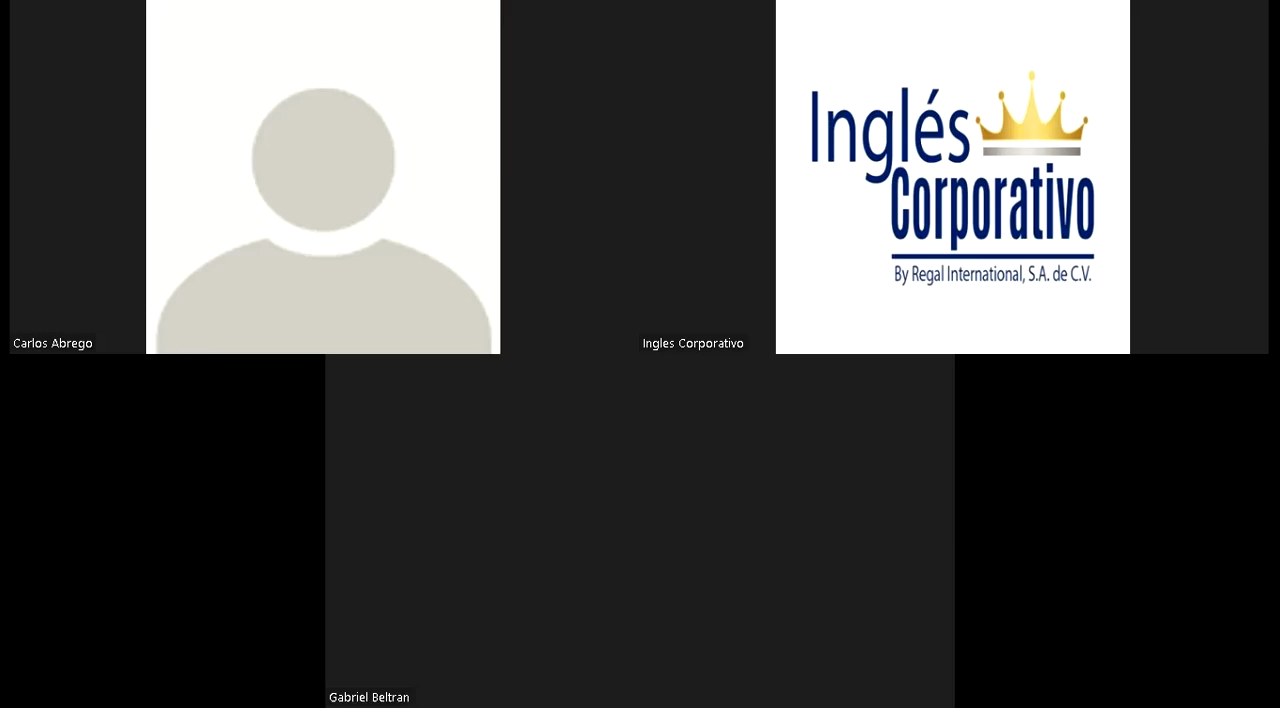 Inglés
Corporativo
By Regal International, S.A. de C.V.
Carlos Abrego
Ingles Corporativo
Gabriel Beltran